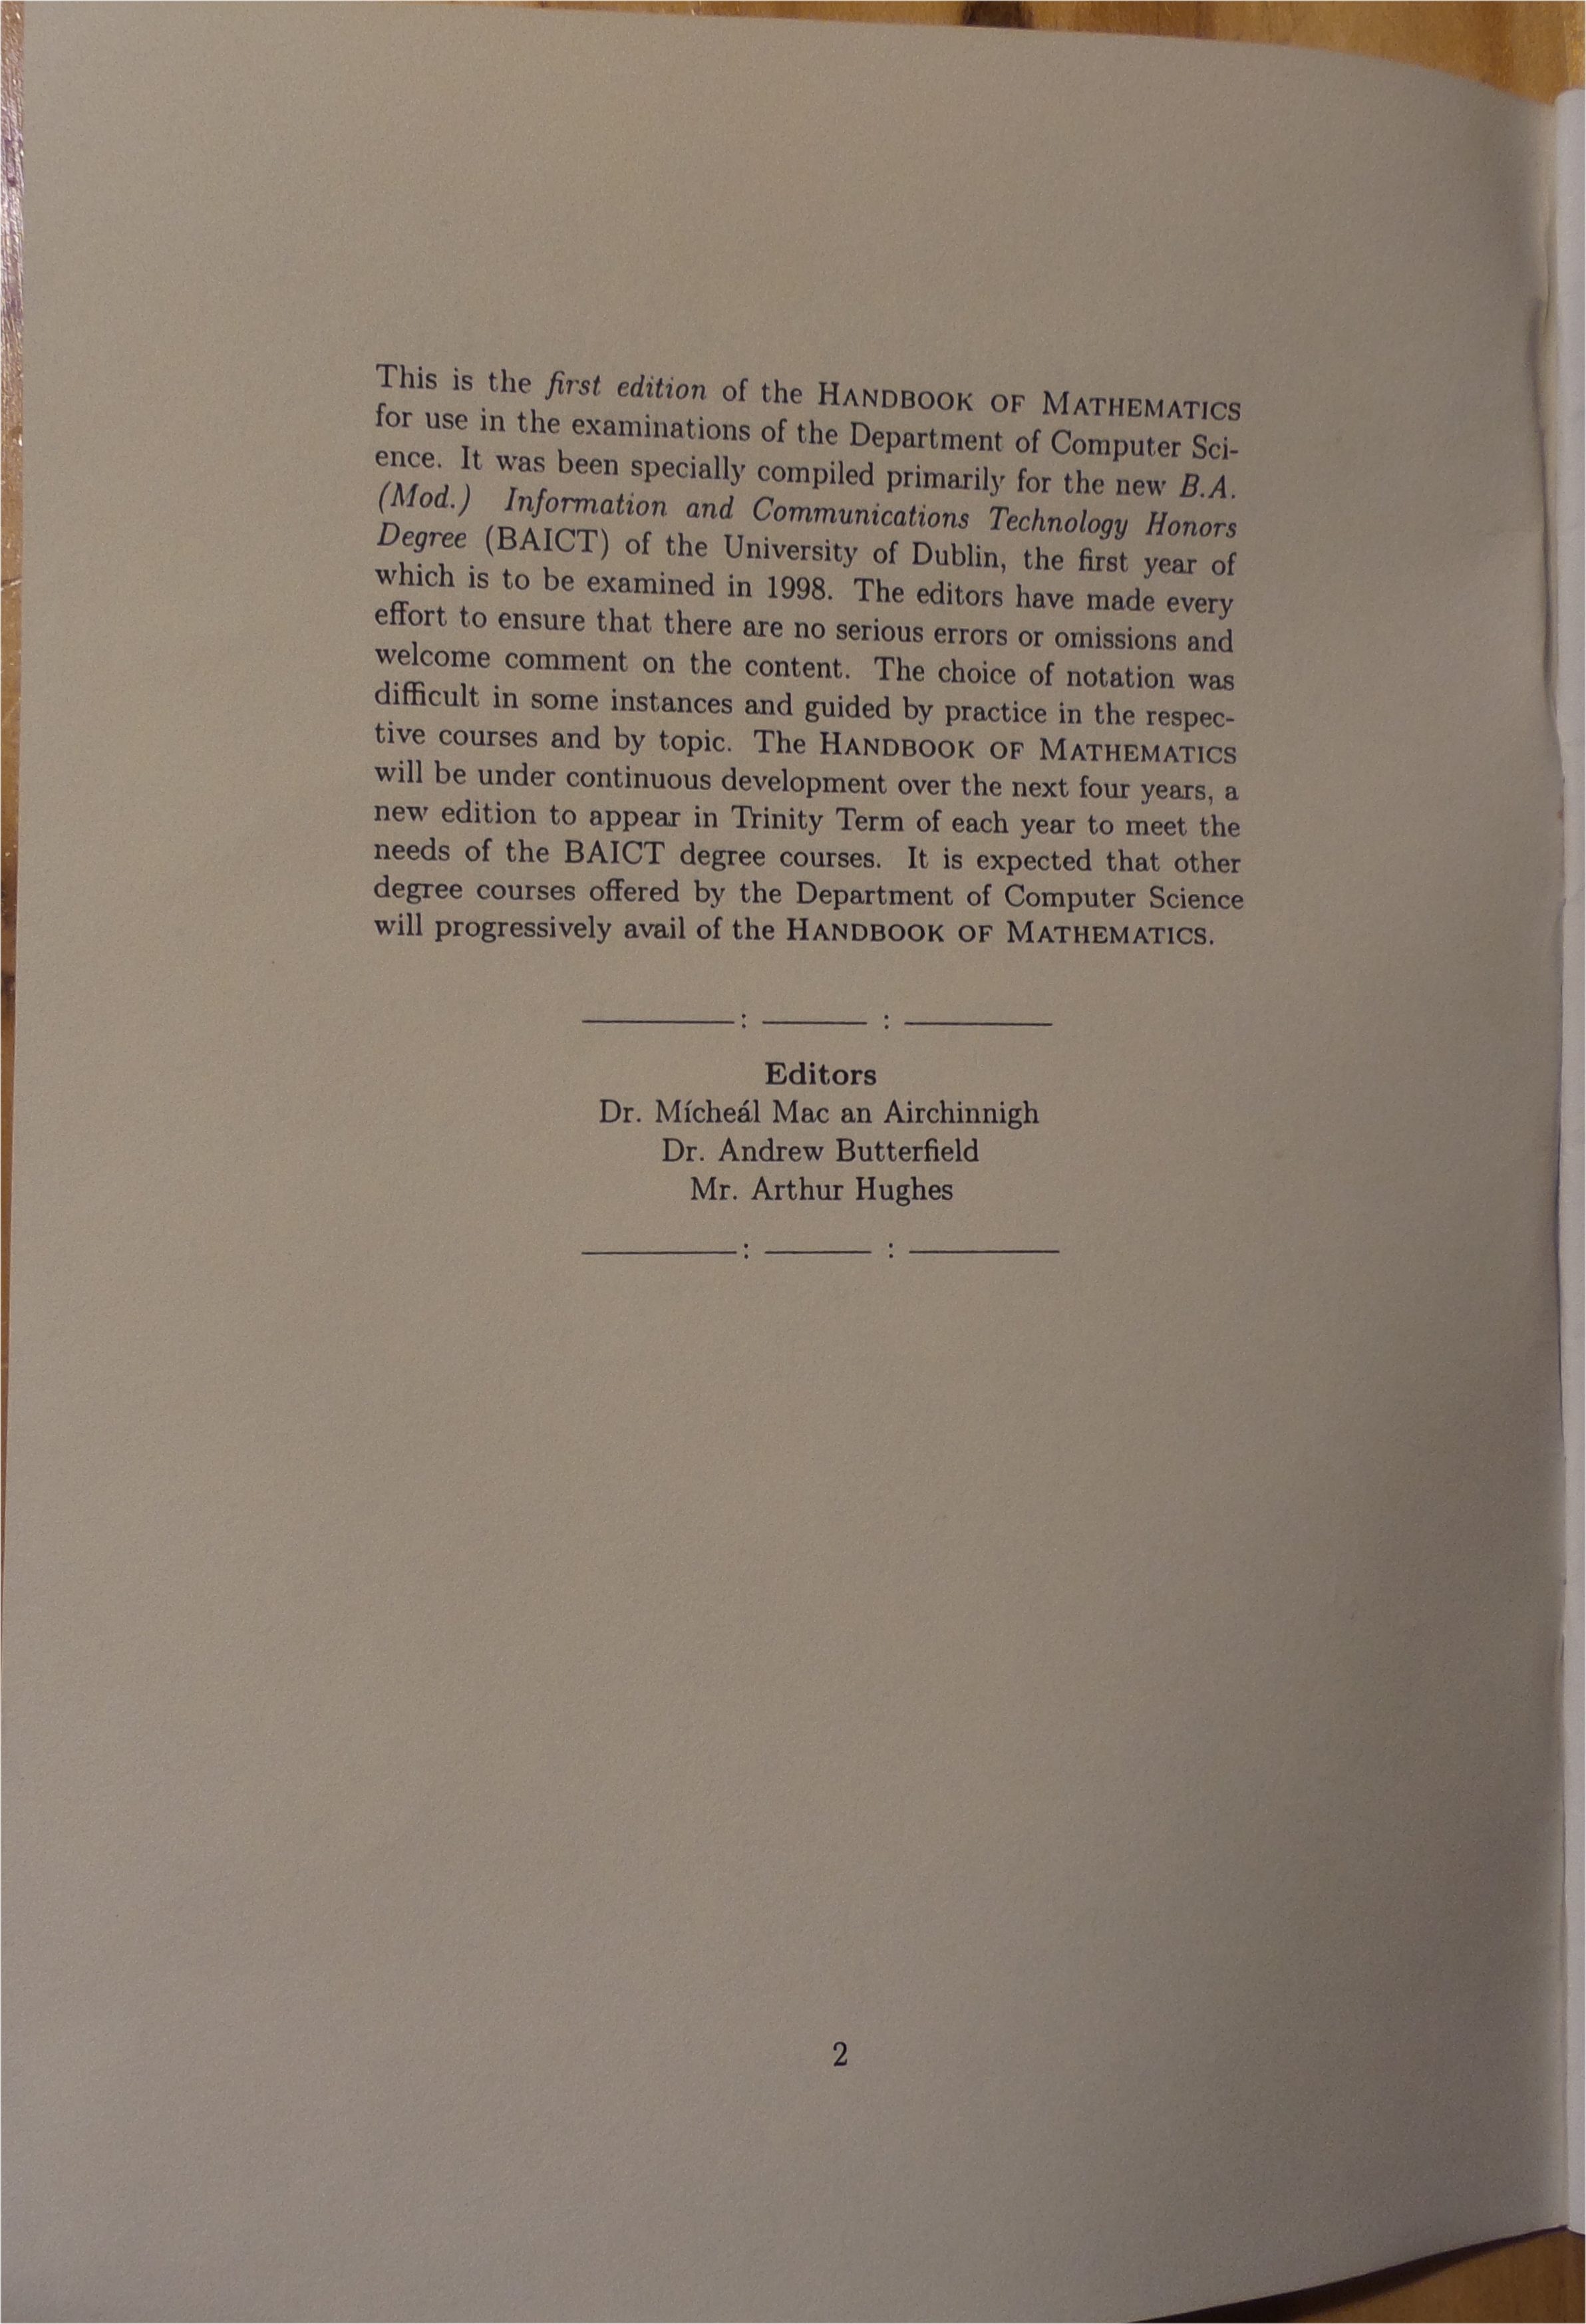 This is the first edition of the HANDBOOK OF MATHEMATICS
for use in the examinations of the Department of Computer Sci-
ence. It was been specially compiled primarily for the new B.A.
(Mod.) Information and Communications Technology Honors
Degree (BAICT) of the University of Dublin, the first year of
which is to be examined in 1998. The editors have made every
effort to ensure that there are no serious errors or omissions and
welcome comment on the content. The choice of notation was
difficult in some instances and guided by practice in the respec-
tive courses and by topic. The HANDBOOK OF MATHEMATICS
will be under continuous development over the next four years, a
new edition to appear in Trinity Term of each year to meet the
needs of the BAICT degree courses. It is expected that other
degree courses offered by the Department of Computer Science
will progressively avail of the HANDBOOK OF MATHEMATICS.
Editors
Dr. Mícheál Mac an Airchinnigh
Dr. Andrew Butterfield
Mr. Arthur Hughes
2